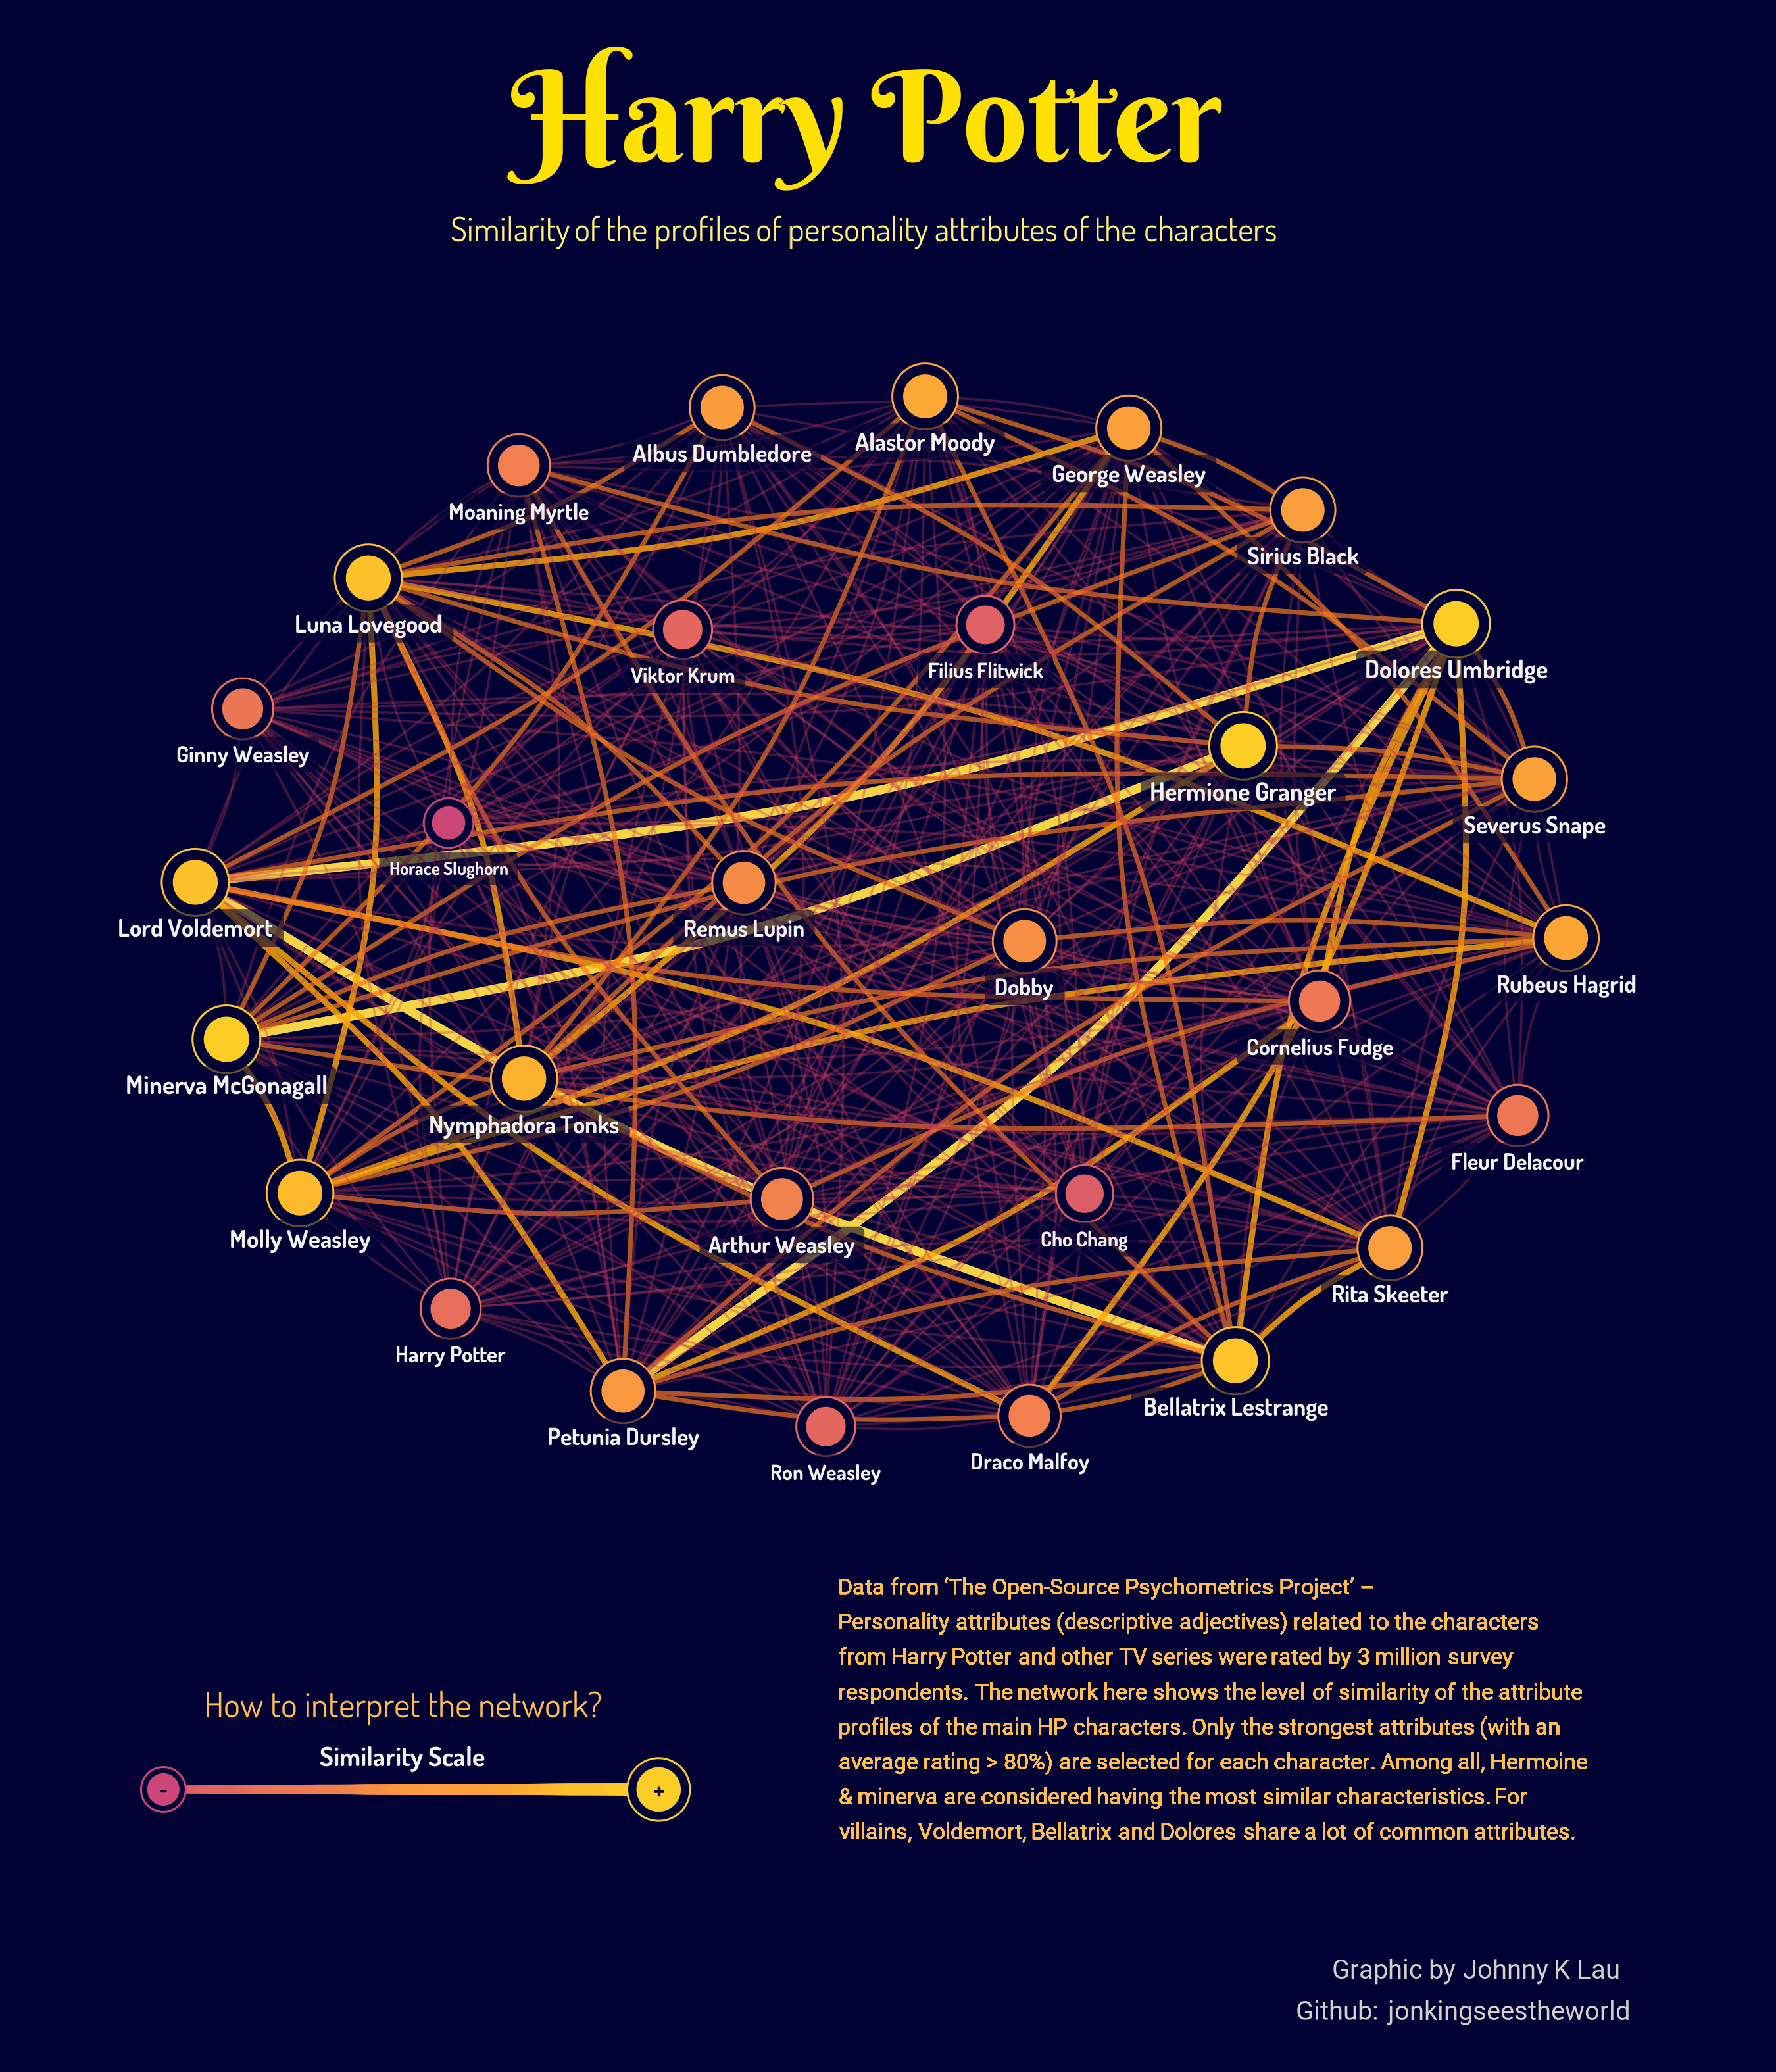 Harry Potter
Similarity of the profiles of personality attributes of the characters
Alastor Moody
Albus Dumbledore
George Weasley
Moaning Myrtle
Sirius Black
Luna Lovegood
Viktor Krum
Filius Flitwick
Dolores Umbridge
Ginny Weasley
Hermione Granger
Severus Snape
Horace Slughorn
Lord Voldemort
Remus Lupin
Dobby
Rubeus Hagrid
Cornelius Fudge
Minerva McGonagall
Nymphadora Tonks
Fleur Delacour
Molly Weasley
Arthur Weasley
Cho Chang
Rita Skeeter
Harry Potter
Bellatrix Lestrange
Petunia Dursley
Ron Weasley
Draco Malfoy
How to interpret the network?
Similarity Scale
-
+
Data from ‘The Open-Source Psychometrics Project’ –
Personality attributes (descriptive adjectives) related to the characters
from Harry Potter and other TV series were rated by 3 million survey
respondents. The network here shows the level of similarity of the attribute
profiles of the main HP characters. Only the strongest attributes (with an
average rating > 80%) are selected for each character. Among all, Hermoine
& minerva are considered having the most similar characteristics. For
villains, Voldemort, Bellatrix and Dolores share a lot of common attributes.
Graphic by Johnny K Lau
Github: jonkingseestheworld